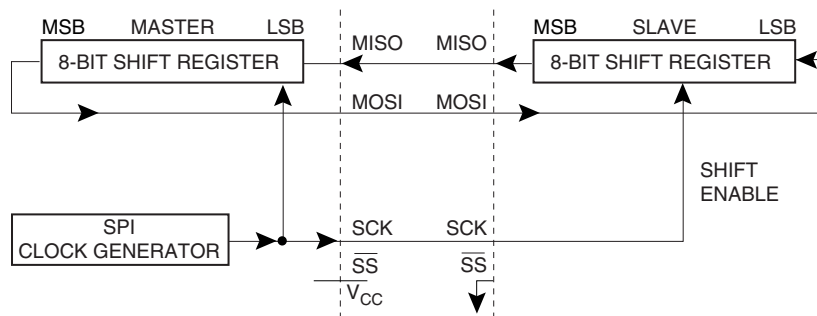 MSB MASTER LSB
8-BIT SHIFT REGISTER
MISO MISO
MSB SLAVE LSB
8-BIT SHIFT REGISTER
MOSI MOSI
SHIFT
ENABLE
SPI
CLOCK GENERATOR
SCK SCK
SS SS
VCC